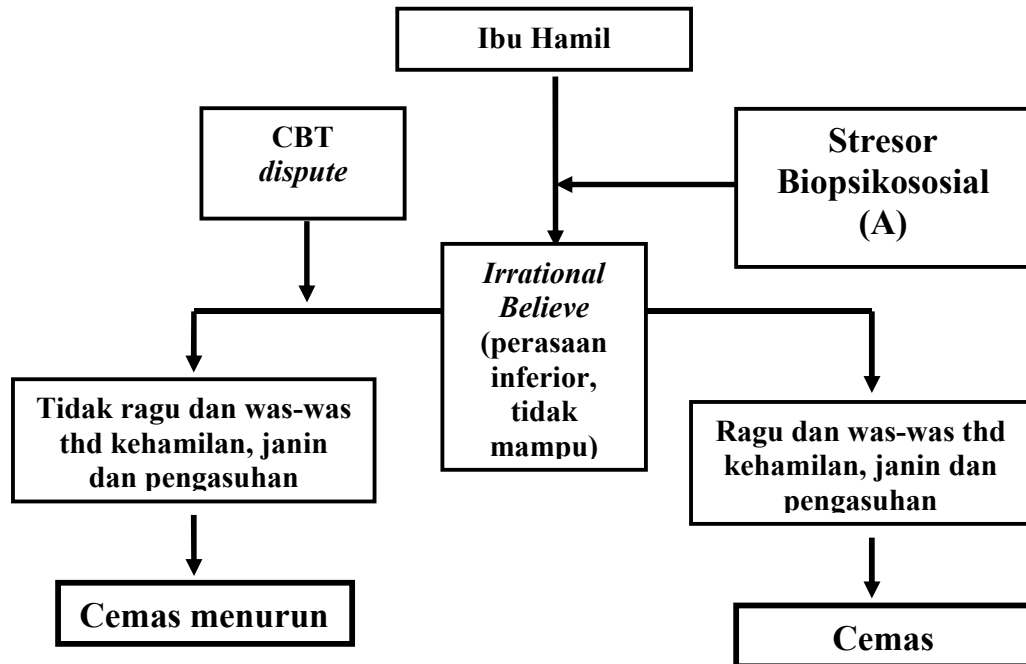 Ibu Hamil
CBT
dispute
Stresor
Biopsikososial
(A)
Irrational
Believe
(perasaan
inferior,
tidak
mampu)
Tidak ragu dan was-was
thd kehamilan, janin
dan pengasuhan
Ragu dan was-was thd
kehamilan, janin dan
pengasuhan
Cemas menurun
Cemas